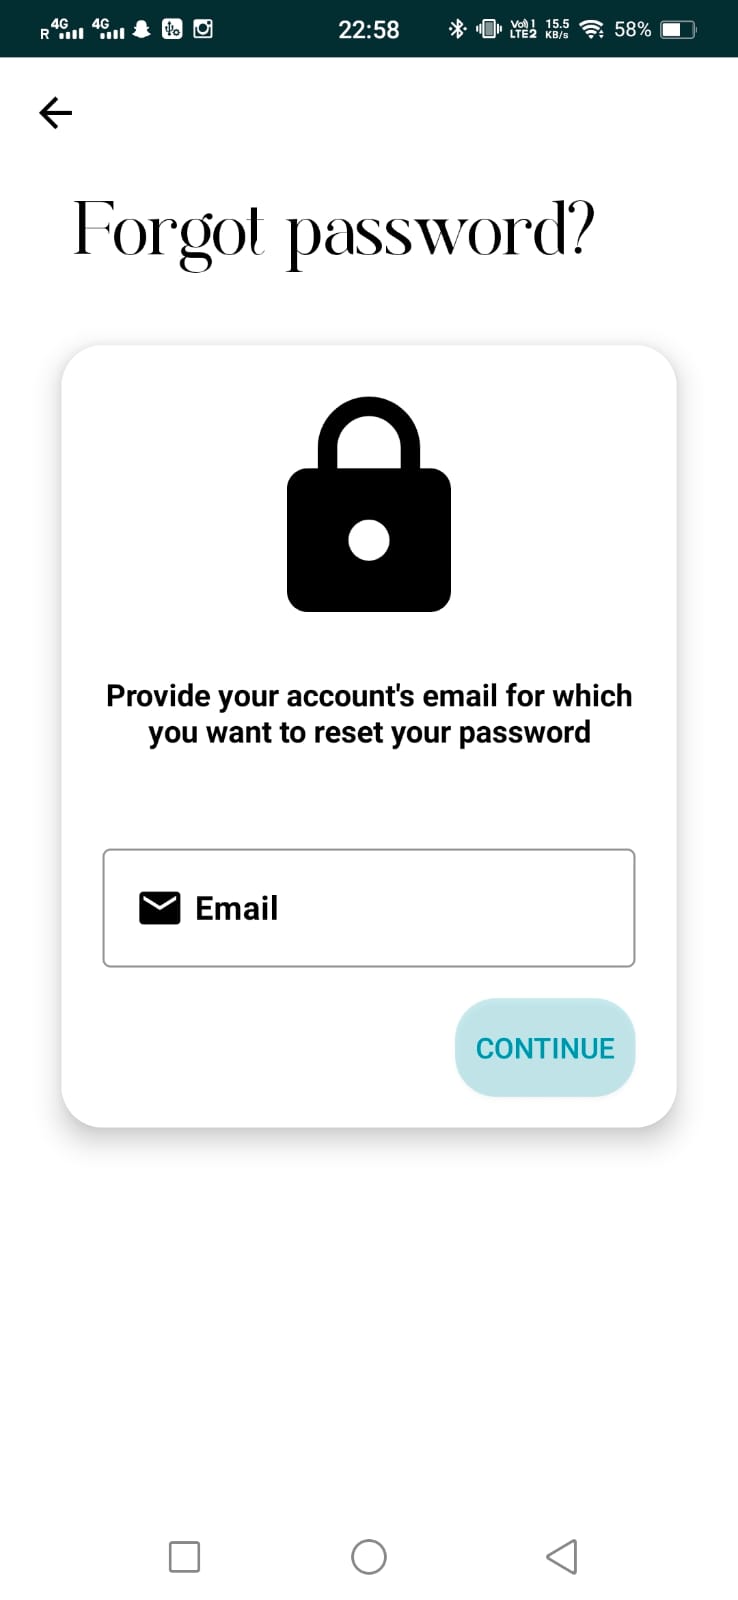 R 4G 4G 22:58 Vo) 1 LTE2 15.5 KB/s 58%
Forgot password?
Provide your account's email for which
you want to reset your password
Email
CONTINUE